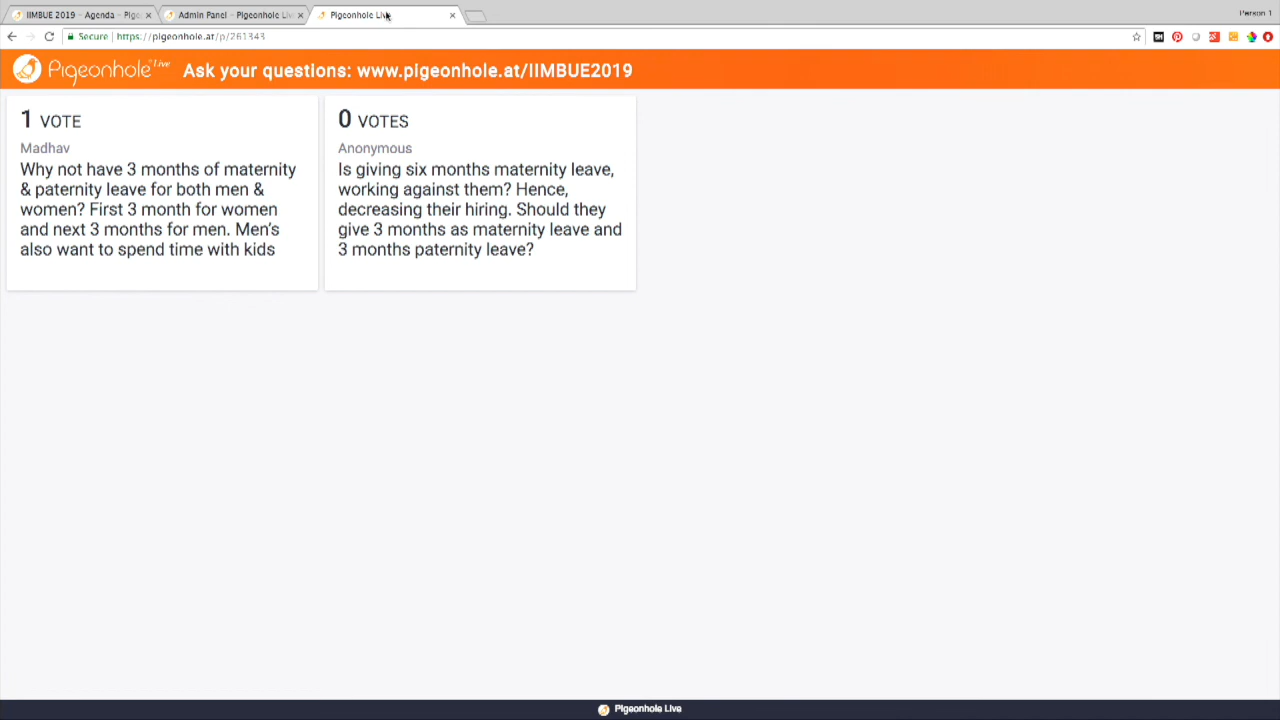 IIMBUE 2019 - Agenda - Pige
Admin Panel - Pigeonhole Liv
Pigeonhole Live
Person 1
Secure | https://pigeonhole.at/p/261343
Pigeonhole Live
Ask your questions: www.pigeonhole.at/IIMBUE2019
1 VOTE
Madhav
Why not have 3 months of maternity
& paternity leave for both men &
women? First 3 month for women
and next 3 months for men. Men's
also want to spend time with kids
0 VOTES
Anonymous
Is giving six months maternity leave,
working against them? Hence,
decreasing their hiring. Should they
give 3 months as maternity leave and
3 months paternity leave?
Pigeonhole Live